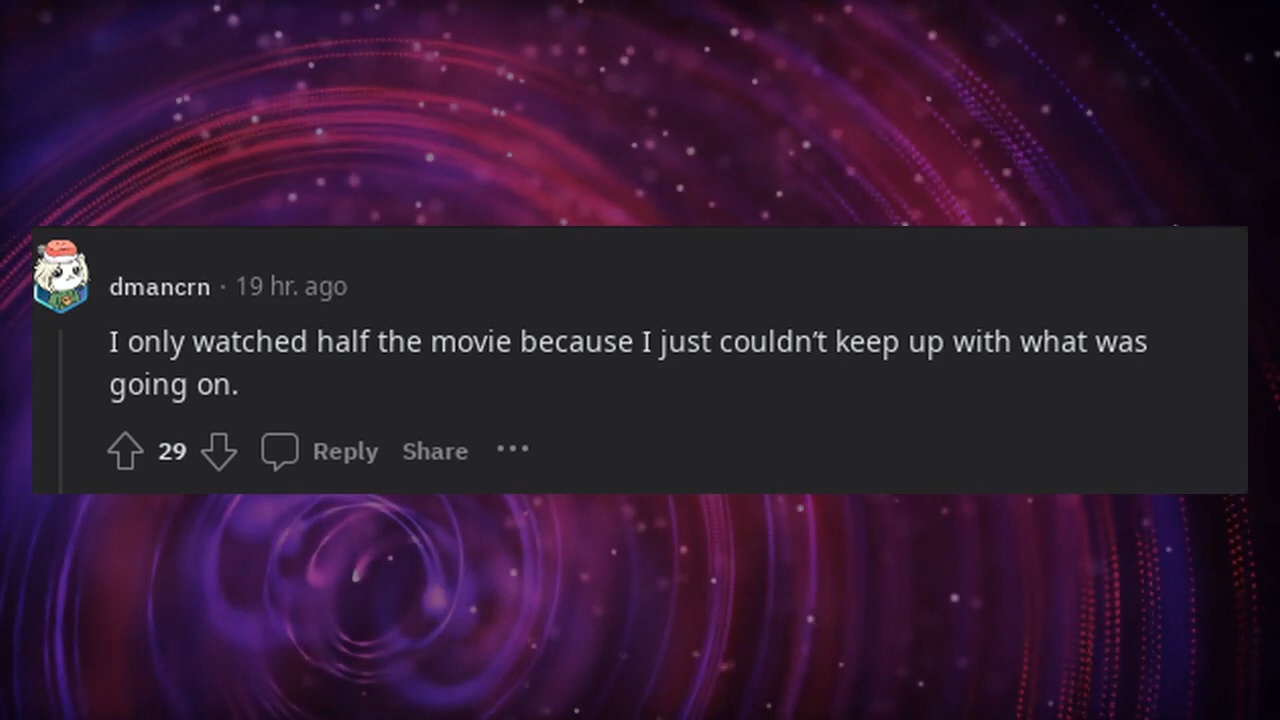 dmancrn · 19 hr. ago
I only watched half the movie because I just couldn’t keep up with what was
going on.
29 Reply Share ···